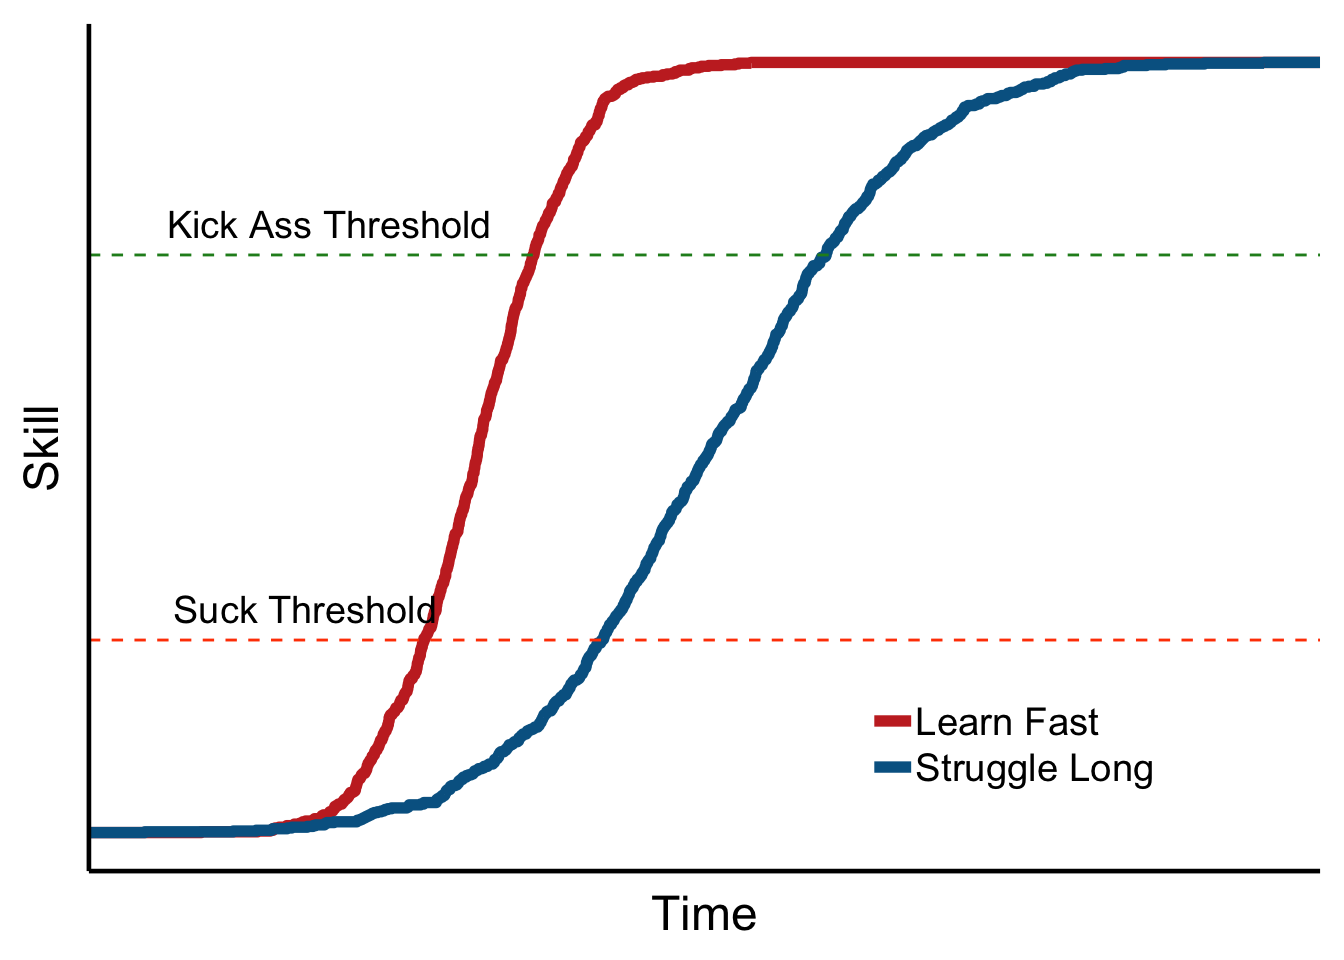 Kick Ass Threshold
Skill
Suck Threshold
Learn Fast
Struggle Long
Time